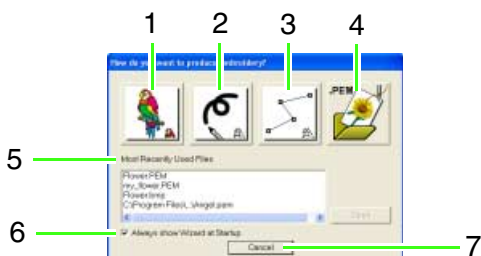 1 2 3 4
How do you want to produce embroidery?
.PEM
5
Most Recently Used Files
Flower.PEM
my_flower.PEM
Flower.bmp
C:\Program Files\...\Angel.pem
Open
6
Always show Wizard at Startup
Cancel
7